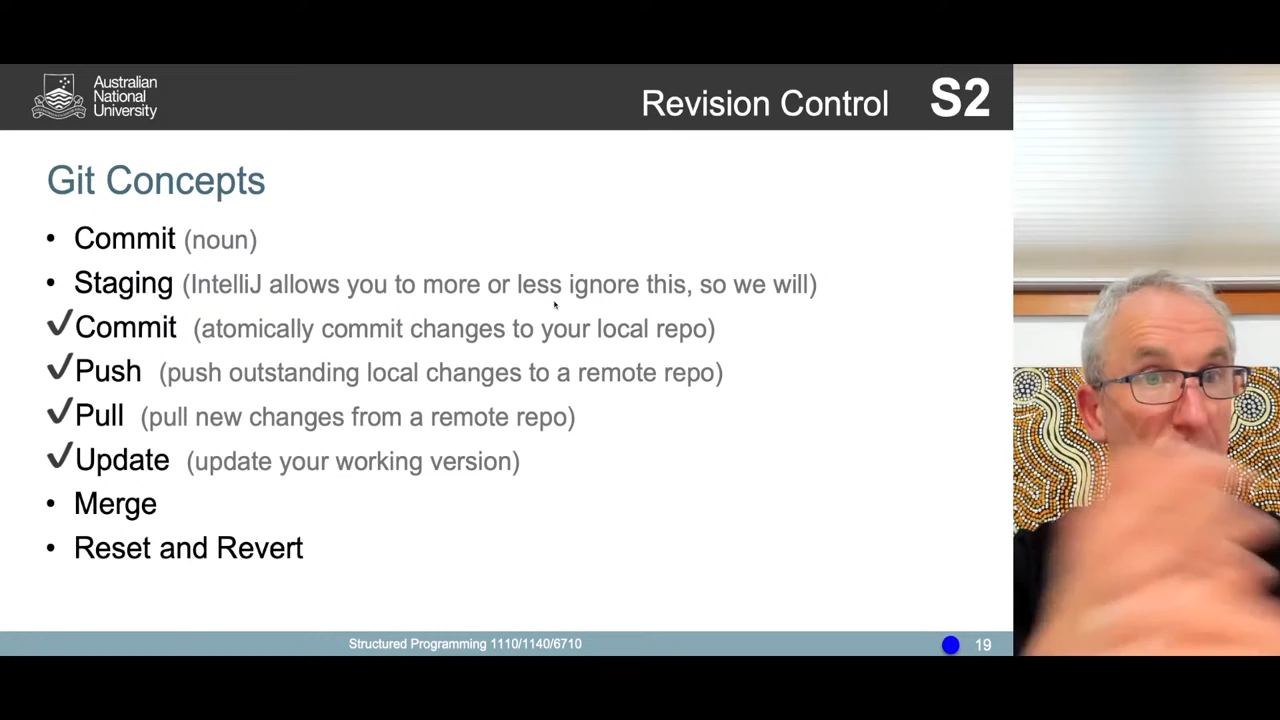 Australian
National
University
Revision Control S2
Git Concepts
• Commit (noun)
• Staging (IntelliJ allows you to more or less ignore this, so we will)
✓Commit (atomically commit changes to your local repo)
✓Push (push outstanding local changes to a remote repo)
✓Pull (pull new changes from a remote repo)
✓Update (update your working version)
• Merge
• Reset and Revert
Structured Programming 1110/1140/6710
19